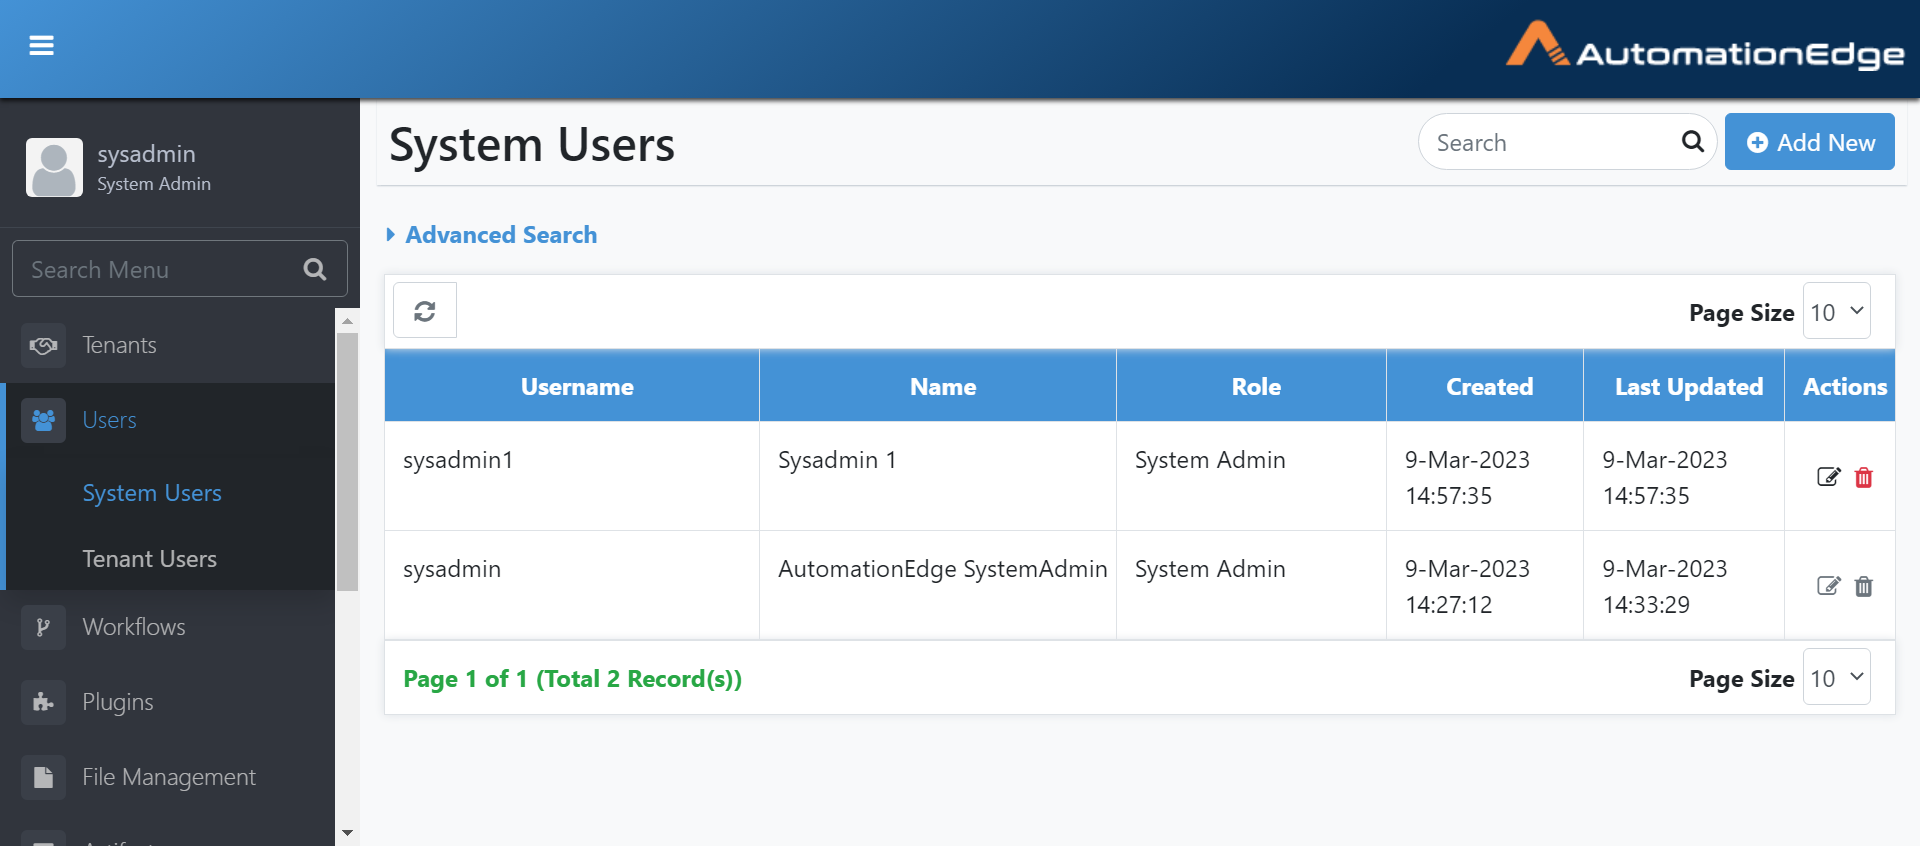 AutomationEdge
sysadmin
System Admin
Search Menu
Tenants
Users
System Users
Tenant Users
Workflows
Plugins
File Management
System Users
Search
Add New
Advanced Search
Page Size 10
Username Name Role Created Last Updated Actions
sysadmin1 Sysadmin 1 System Admin 9-Mar-2023 14:57:35 9-Mar-2023 14:57:35
sysadmin AutomationEdge SystemAdmin System Admin 9-Mar-2023 14:27:12 9-Mar-2023 14:33:29
Page 1 of 1 (Total 2 Record(s))
Page Size 10